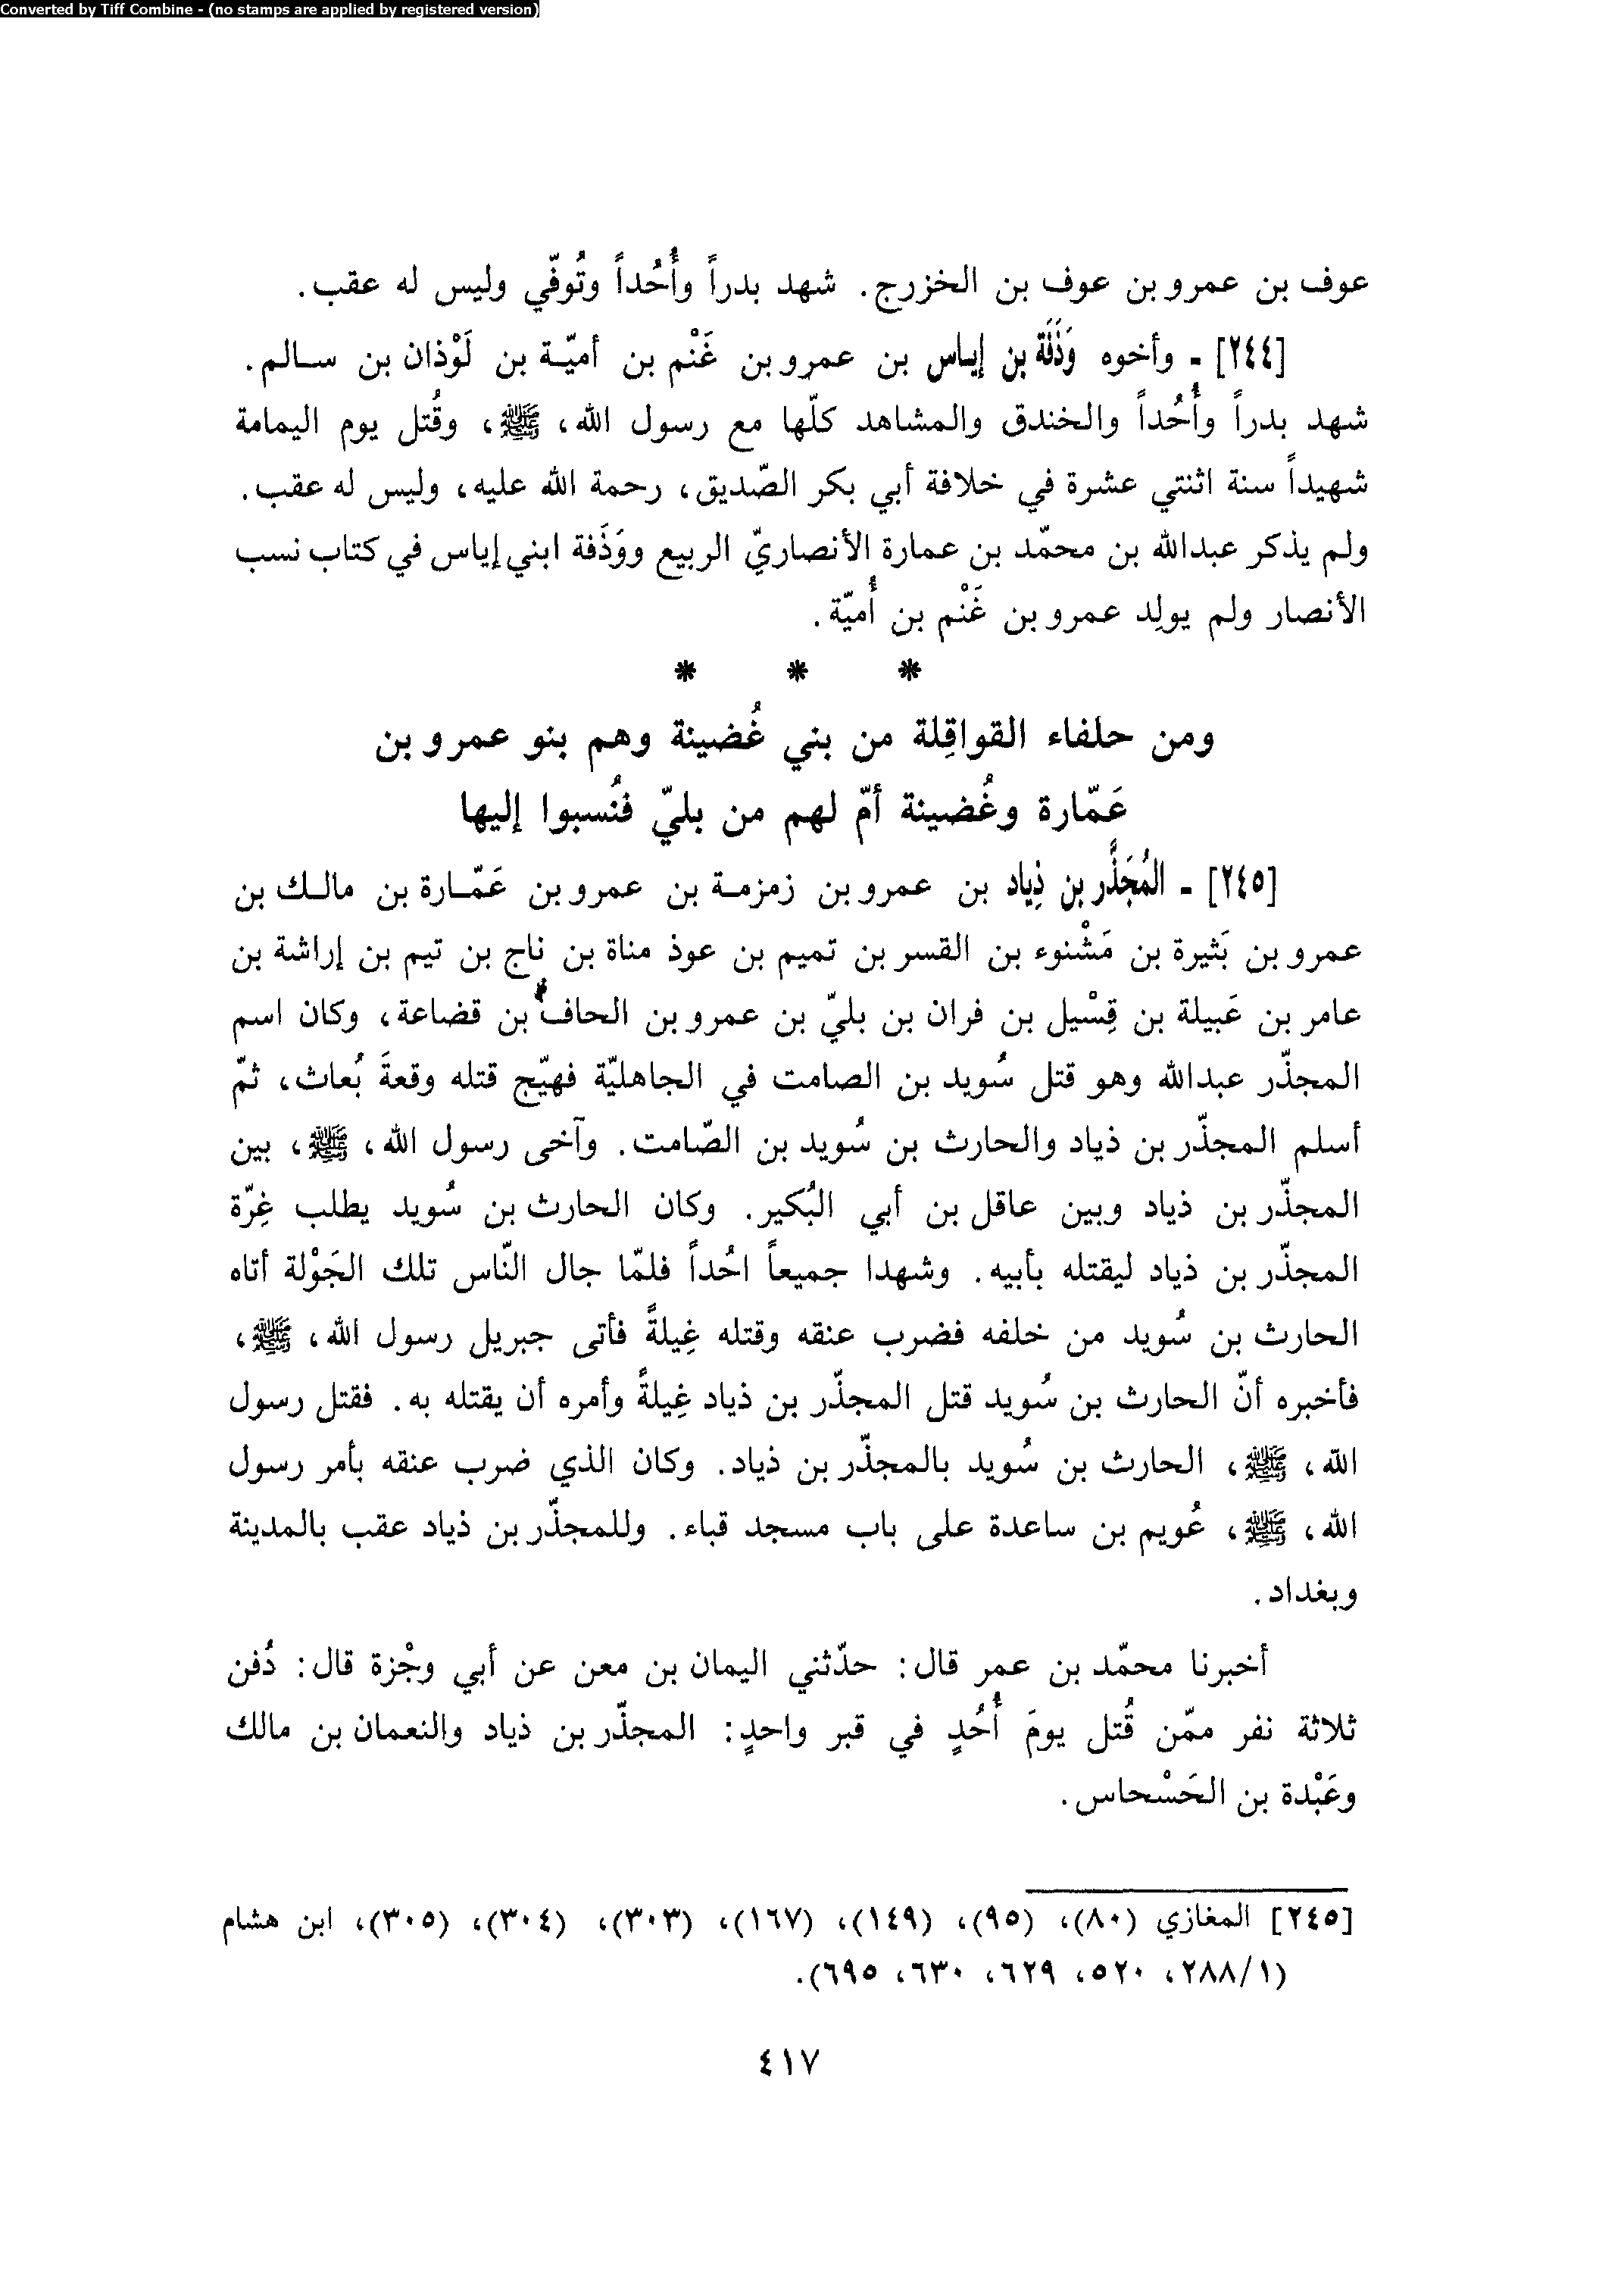 Converted by Tiff Combine - (no stamps are applied by registered version)
عوف بن عمرو بن عوف بن الخزرج. شهد بدراً وأُحُداً وتُوفّي وليس له عقب.
[٢٤٤] - وأخوه وَذَفَة بن إياس بن عمرو بن غَنْم بن أميّة بن لَوْذان بن سالم.
شهد بدراً وأُحُداً والخندق والمشاهد كلّها مع رسول الله، ﷺ، وقُتل يوم اليمامة
شهيداً سنة اثنتي عشرة في خلافة أبي بكر الصّديق، رحمة الله عليه، وليس له عقب.
ولم يذكر عبدالله بن محمّد بن عمارة الأنصاريّ الربيع ووَذَفة ابني إياس في كتاب نسب
الأنصار ولم يولِد عمرو بن غَنْم بن أُميّة.
* * *
ومن حلفاء القواقِلة من بني غُضينة وهم بنو عمرو بن
عَمّارة وغُضينة أمّ لهم من بليّ فنُسبوا إليها
[٢٤٥] - المُجَذَّر بن ذِياد بن عمرو بن زمزمة بن عمرو بن عَمّارة بن مالك بن
عمرو بن بَثيرة بن مَشْنوء بن القسر بن تميم بن عوذ مناة بن ناج بن تيم بن إراشة بن
عامر بن عَبيلة بن قِسْيل بن فران بن بليّ بن عمرو بن الحاف بن قضاعة، وكان اسم
المجذّر عبدالله وهو قتل سُويد بن الصامت في الجاهليّة فهيّج قتله وقعةَ بُعاث، ثمّ
أسلم المجذّر بن ذياد والحارث بن سُويد بن الصّامت. وآخى رسول الله، ﷺ، بين
المجذّر بن ذياد وبين عاقل بن أبي البُكير. وكان الحارث بن سُويد يطلب غِرّة
المجذّر بن ذياد ليقتله بأبيه. وشهدا جميعاً احُداً فلمّا جال النّاس تلك الجَوْلة أتاه
الحارث بن سُويد من خلفه فضرب عنقه وقتله غِيلةً فأتى جبريل رسول الله، ﷺ،
فأخبره أنّ الحارث بن سُويد قتل المجذّر بن ذياد غِيلةً وأمره أن يقتله به. فقتل رسول
الله، ﷺ، الحارث بن سُويد بالمجذّر بن ذياد. وكان الذي ضرب عنقه بأمر رسول
الله، ﷺ، عُويم بن ساعدة على باب مسجد قباء. وللمجذّر بن ذياد عقب بالمدينة
وبغداد.
أخبرنا محمّد بن عمر قال: حدّثني اليمان بن معن عن أبي وجْزة قال: دُفن
ثلاثة نفر ممّن قُتل يومَ أُحُدٍ في قبر واحدٍ: المجذّر بن ذياد والنعمان بن مالك
وعَبْدة بن الحَسْحاس.
[٢٤٥] المغازي (٨٠)، (٩٥)، (١٤٩)، (١٦٧)، (٣٠٣)، (٣٠٤)، (٣٠٥)، ابن هشام
(٢٨٨/١، ٥٢٠، ٦٢٩، ٦٣٠، ٦٩٥).
٤١٧